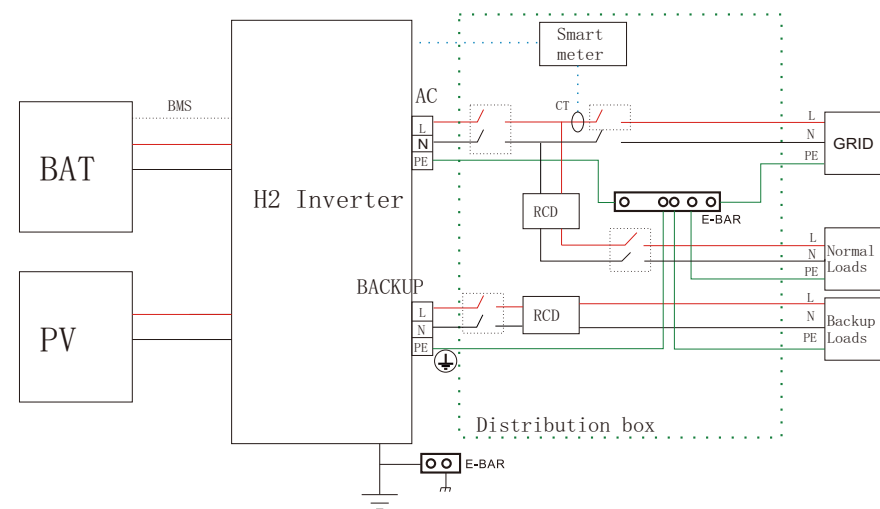 Smart
meter
BMS
AC
CT
BAT
H2 Inverter
L
N
PE
L
N
PE
GRID
RCD
E-BAR
L
N
PE
Normal
Loads
BACKUP
L
N
PE
RCD
L
N
PE
Backup
Loads
PV
Distribution box
E-BAR